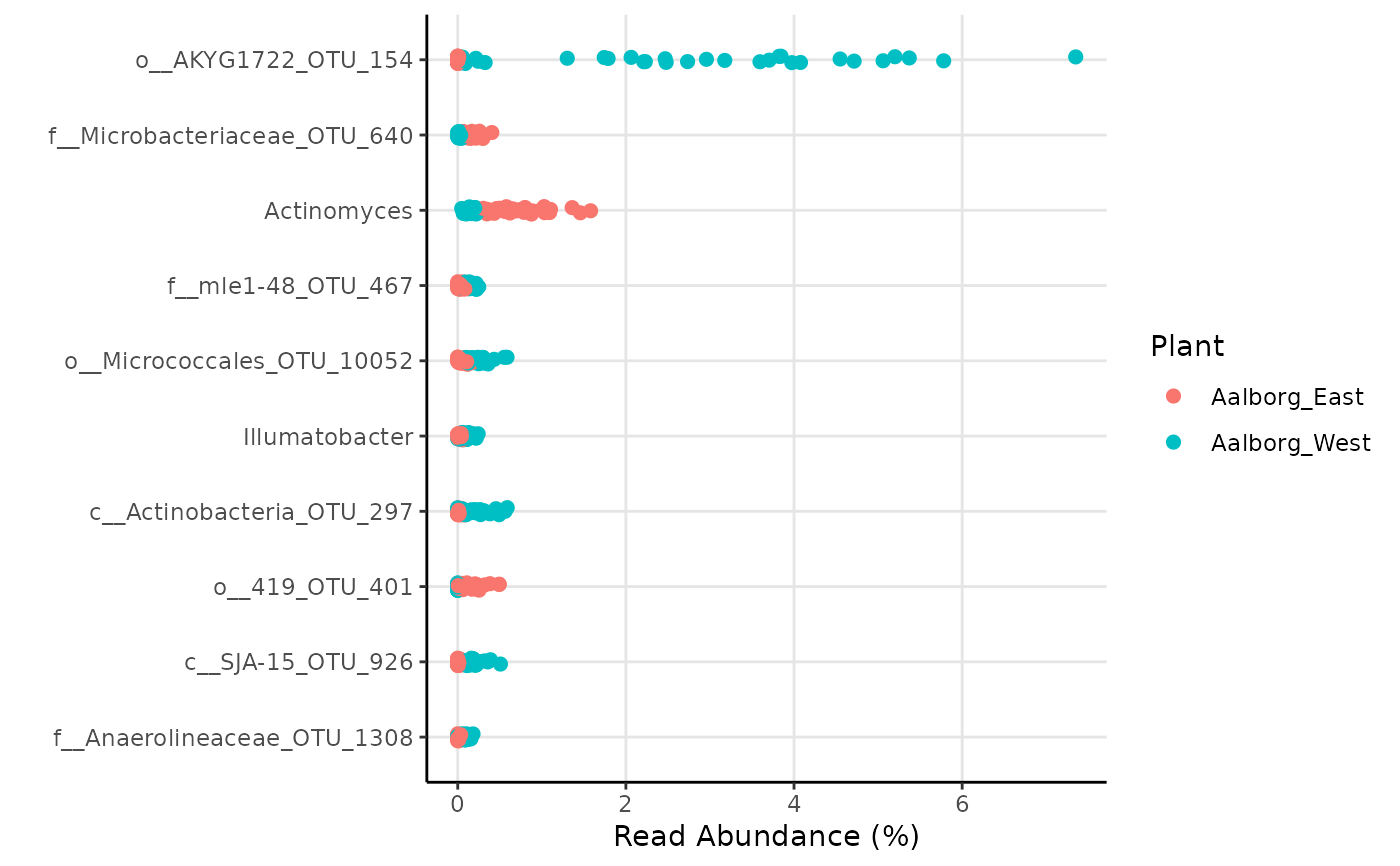 o__AKYG1722_OTU_154
f__Microbacteriaceae_OTU_640
Actinomyces
f__mle1-48_OTU_467
o__Micrococcales_OTU_10052
Illumatobacter
c__Actinobacteria_OTU_297
o__419_OTU_401
c__SJA-15_OTU_926
f__Anaerolineaceae_OTU_1308
0 2 4 6
Read Abundance (%)
Plant
Aalborg_East
Aalborg_West